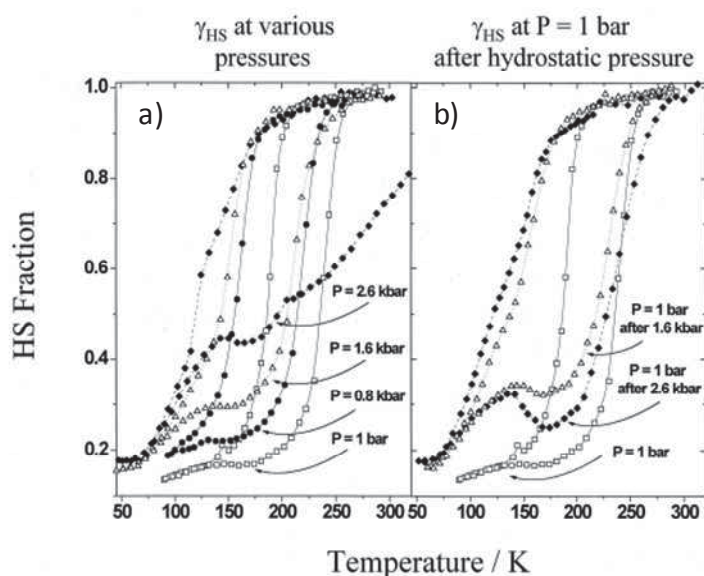 γHS at various
pressures
γHS at P = 1 bar
after hydrostatic pressure
a)
b)
HS Fraction
1.0
0.8
0.6
0.4
0.2
P = 2.6 kbar
P = 1.6 kbar
P = 0.8 kbar
P = 1 bar
P = 1 bar
after 1.6 kbar
P = 1 bar
after 2.6 kbar
P = 1 bar
50 100 150 200 250 300
50 100 150 200 250 300
Temperature / K